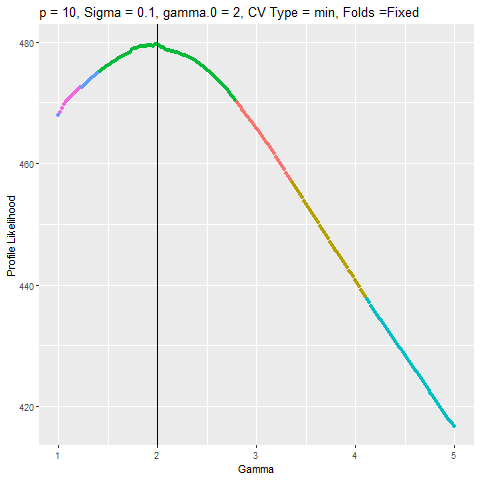 p = 10, Sigma = 0.1, gamma.0 = 2, CV Type = min, Folds =Fixed
Profile Likelihood
480
460
440
420
1 2 3 4 5
Gamma